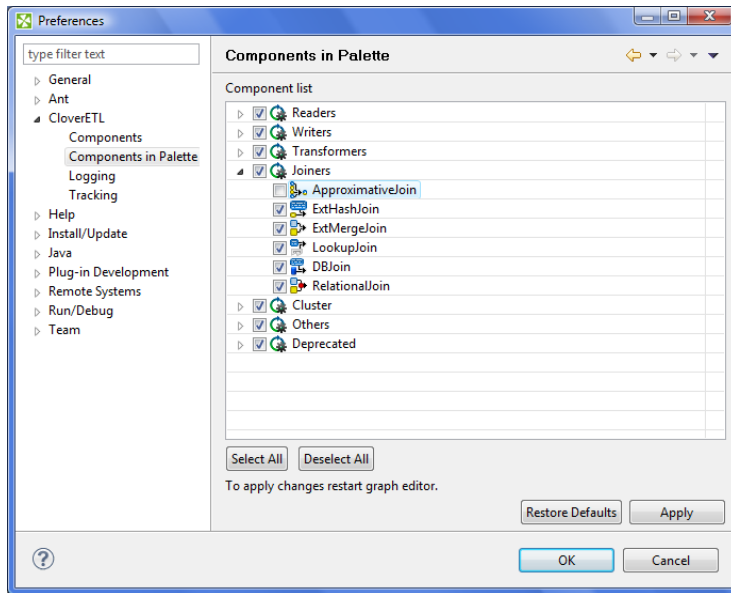 Preferences
type filter text
General
Ant
CloverETL
Components
Components in Palette
Logging
Tracking
Help
Install/Update
Java
Plug-in Development
Remote Systems
Run/Debug
Team
Components in Palette
Component list
Readers
Writers
Transformers
Joiners
ApproximativeJoin
ExtHashJoin
ExtMergeJoin
LookupJoin
DBJoin
RelationalJoin
Cluster
Others
Deprecated
Select All Deselect All
To apply changes restart graph editor.
Restore Defaults Apply
? OK Cancel